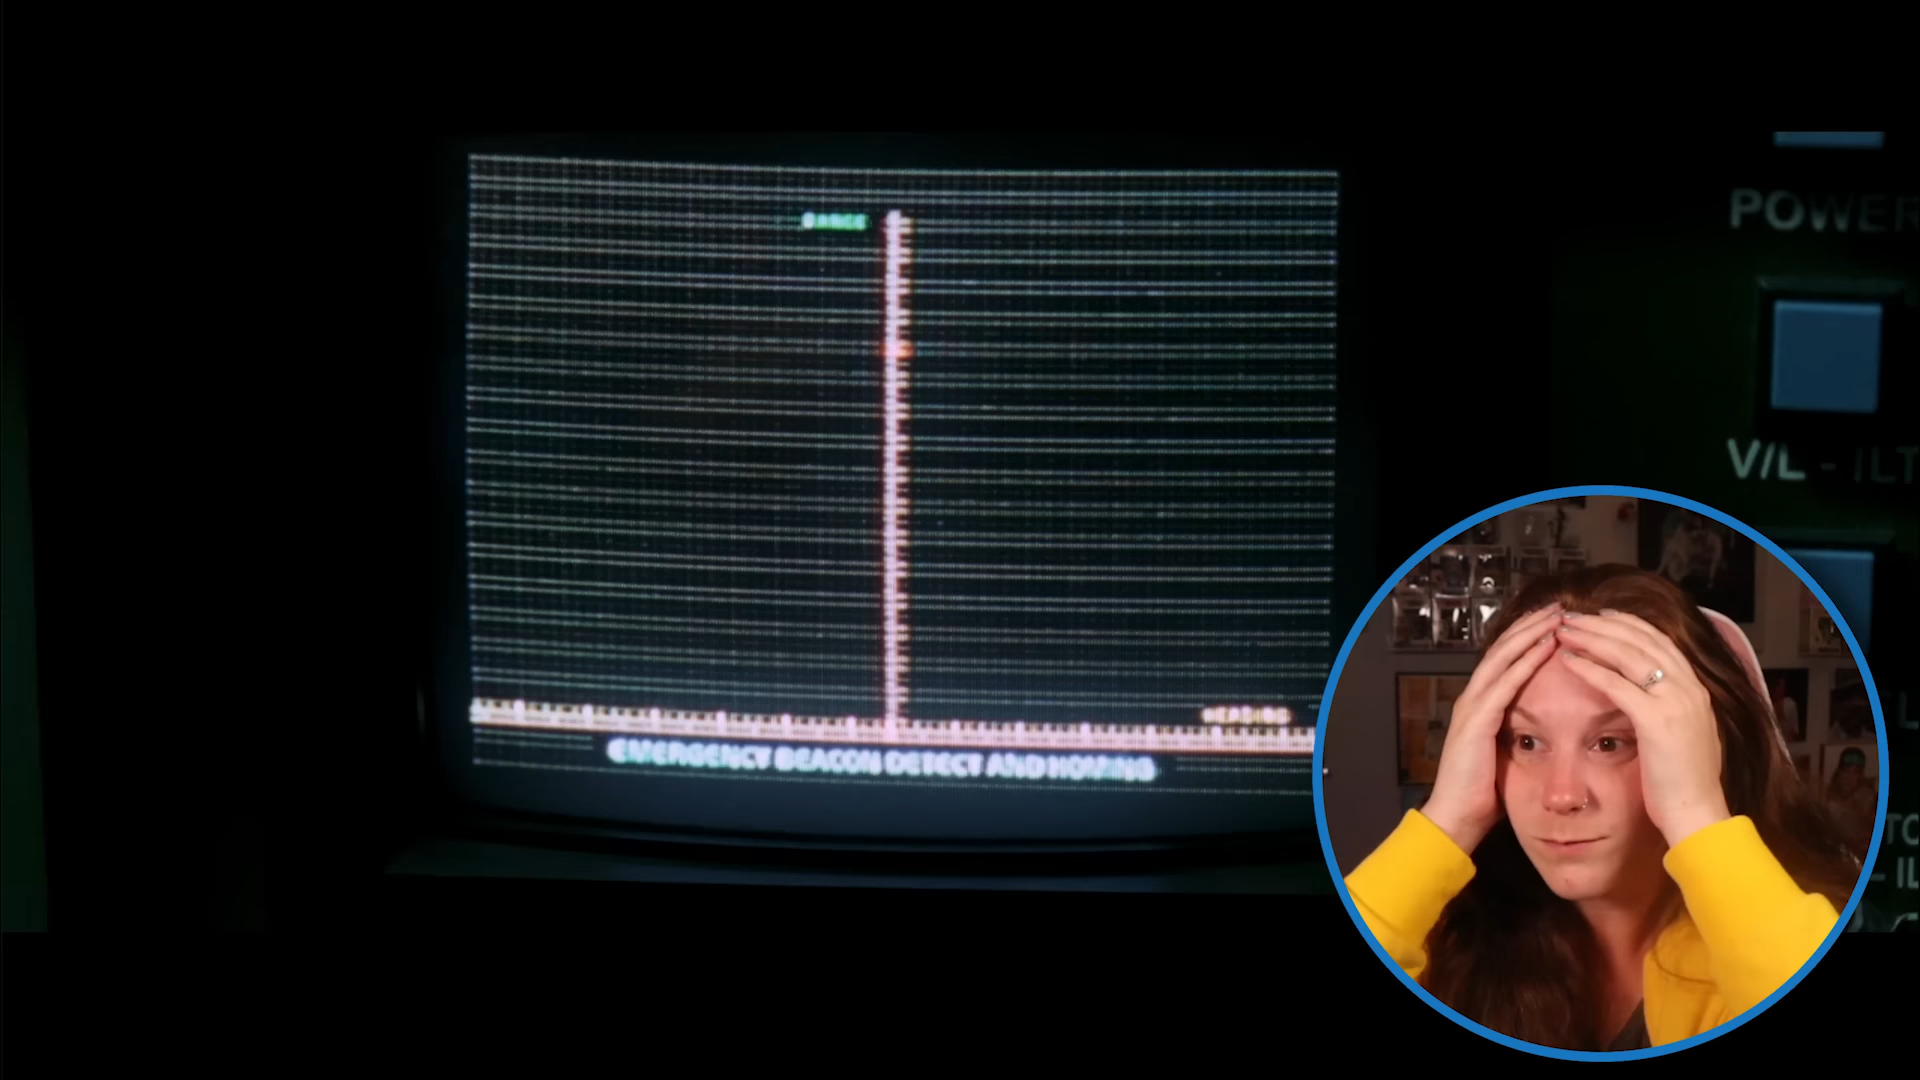 RANGE
POWER
V/L - ILT
HEADING
EMERGENCY BEACON DETECT AND HOMING